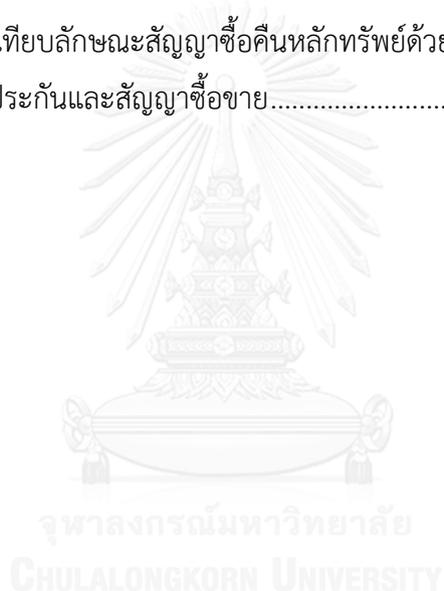 เทียบลักษณะสัญญาซื้อคืนหลักทรัพย์ด้วย
ประกันและสัญญาซื้อขาย........................
จุฬาลงกรณ์มหาวิทยาลัย
CHULALONGKORN UNIVERSITY